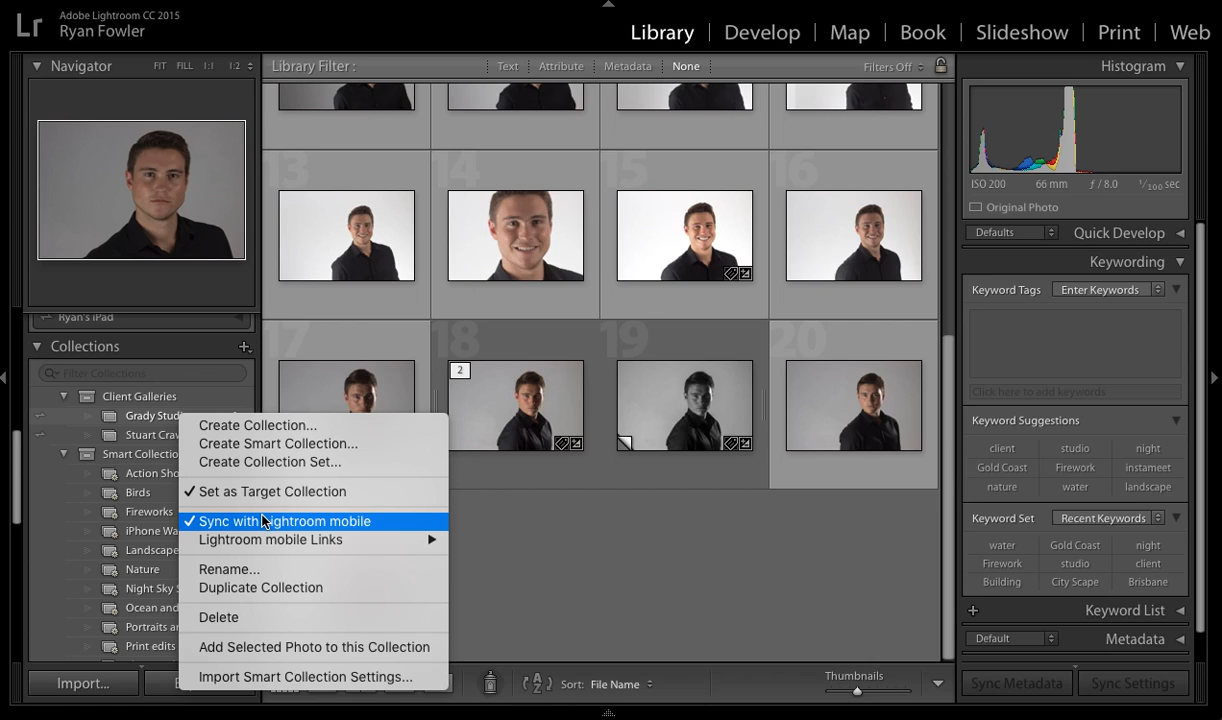 Lr
Adobe Lightroom CC 2015
Ryan Fowler
Library | Develop | Map | Book | Slideshow | Print | Web
Navigator FIT FILL 1:1 1:2
Library Filter : Text Attribute Metadata None Filters Off
Histogram
ISO 200 66 mm ƒ / 8.0 1/100 sec
Original Photo
Defaults Quick Develop
Keywording
Keyword Tags Enter Keywords
Click here to add keywords
Keyword Suggestions
client studio night
Gold Coast Firework instameet
nature water landscape
Keyword Set Recent Keywords
water Gold Coast night
Firework studio client
Building City Scape Brisbane
Keyword List
Default Metadata
Sync Metadata Sync Settings
13 14 15 16
17 18 19 20
2
Ryan's iPad
Collections
Filter Collections
Client Galleries
Grady Stud
Stuart Craw
Smart Collectio
Action Sho
Birds
Fireworks
iPhone Wa
Landscape
Nature
Night Sky S
Ocean and
Portraits an
Print edits
Create Collection...
Create Smart Collection...
Create Collection Set...
Set as Target Collection
Sync with Lightroom mobile
Lightroom mobile Links
Rename...
Duplicate Collection
Delete
Add Selected Photo to this Collection
Import Smart Collection Settings...
Import... E
Sort: File Name
Thumbnails